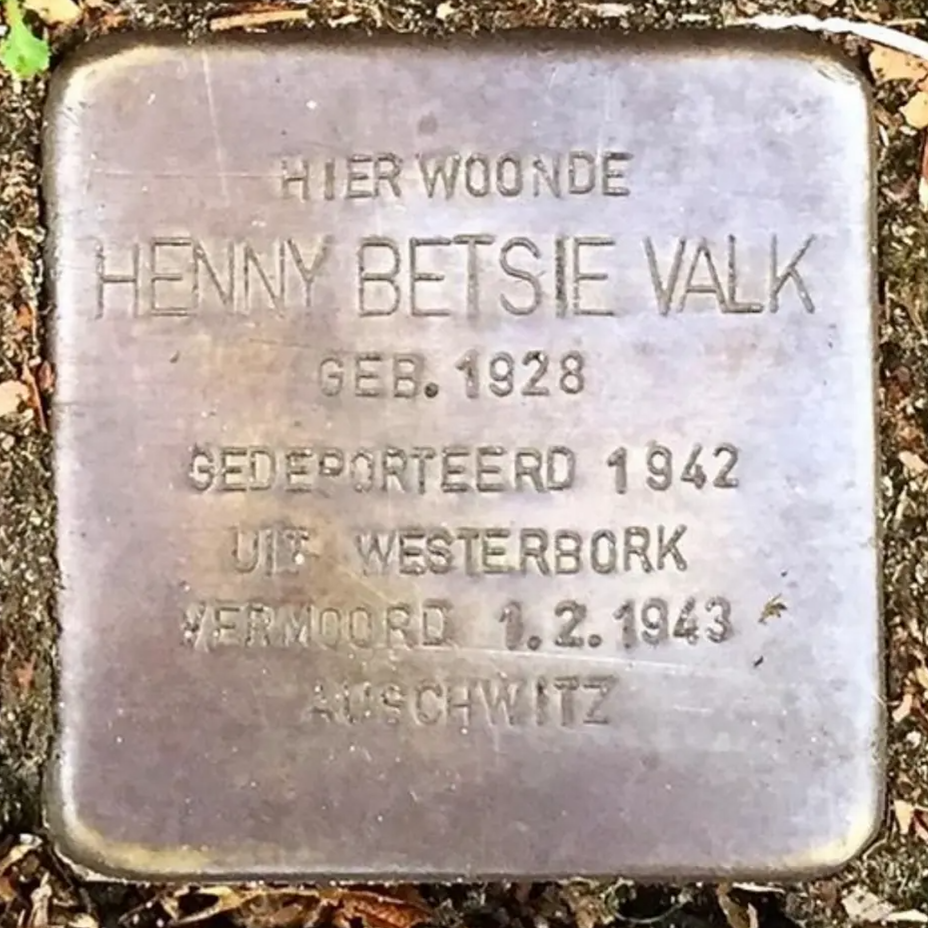 HIER WOONDE
HENNY BETSIE VALK
GEB. 1928
GEDEPORTEERD 1942
UIT WESTERBORK
VERMOORD 1.2.1943
AUSCHWITZ